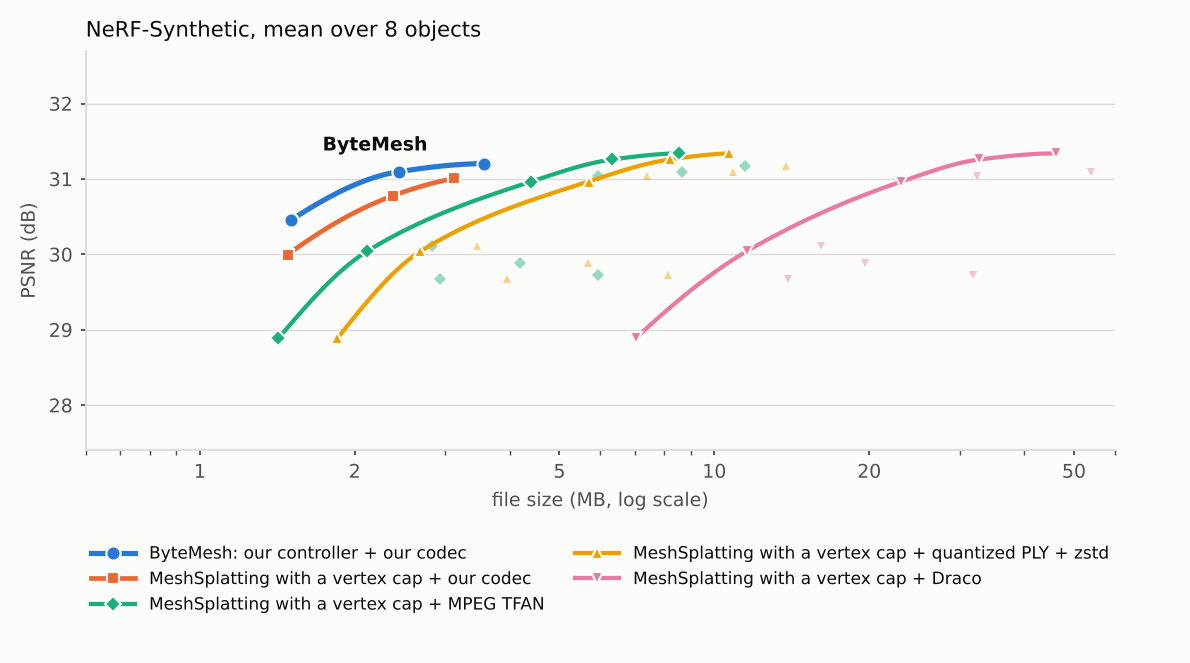 NeRF-Synthetic, mean over 8 objects
32
31
30
29
28
PSNR (dB)
ByteMesh
1 2 5 10 20 50
file size (MB, log scale)
ByteMesh: our controller + our codec
MeshSplatting with a vertex cap + our codec
MeshSplatting with a vertex cap + MPEG TFAN
MeshSplatting with a vertex cap + quantized PLY + zstd
MeshSplatting with a vertex cap + Draco